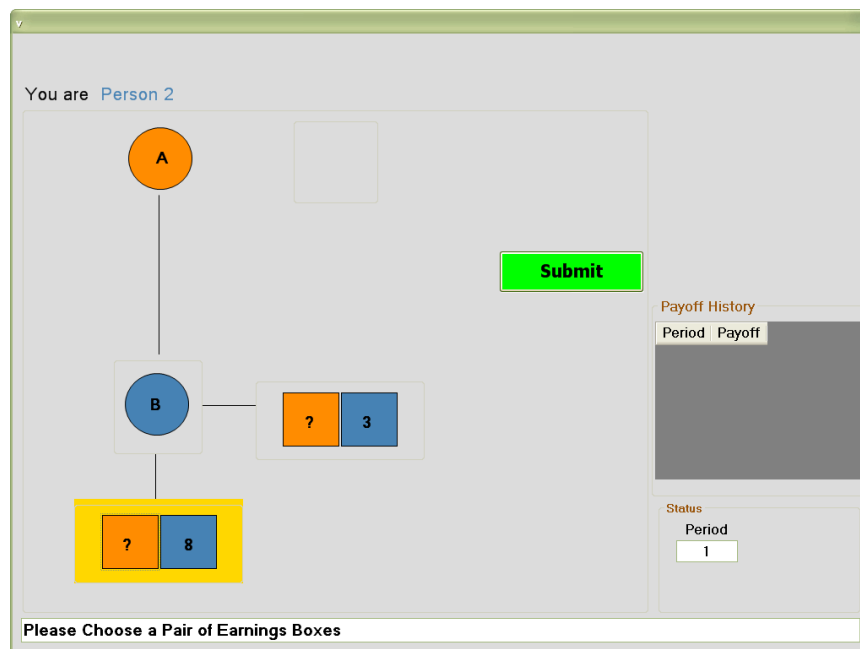 v
You are Person 2
A
Submit
Payoff History
Period Payoff
B
? 3
? 8
Status
Period
1
Please Choose a Pair of Earnings Boxes